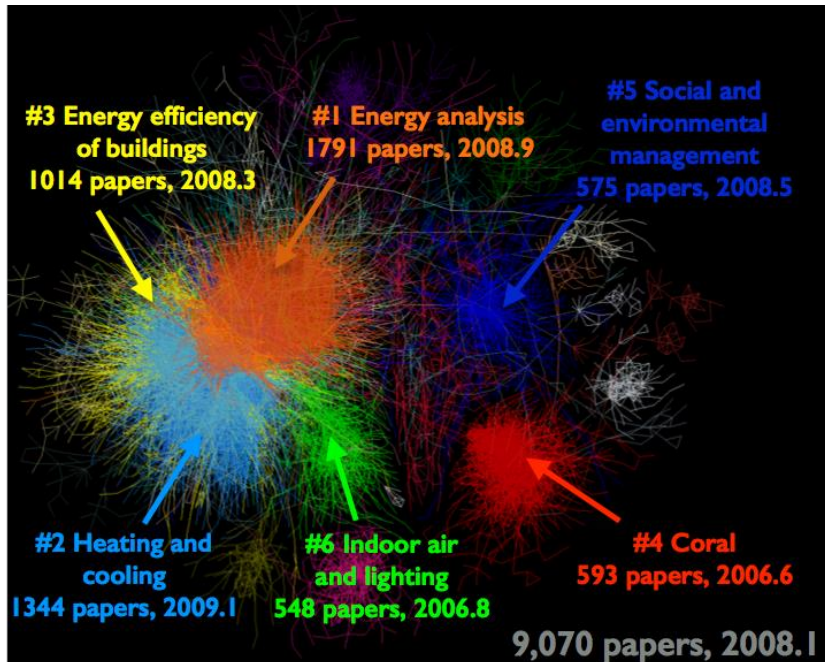 #3 Energy efficiency
of buildings
1014 papers, 2008.3
#1 Energy analysis
1791 papers, 2008.9
#5 Social and
environmental
management
575 papers, 2008.5
#2 Heating and
cooling
1344 papers, 2009.1
#6 Indoor air
and lighting
548 papers, 2006.8
#4 Coral
593 papers, 2006.6
9,070 papers, 2008.1